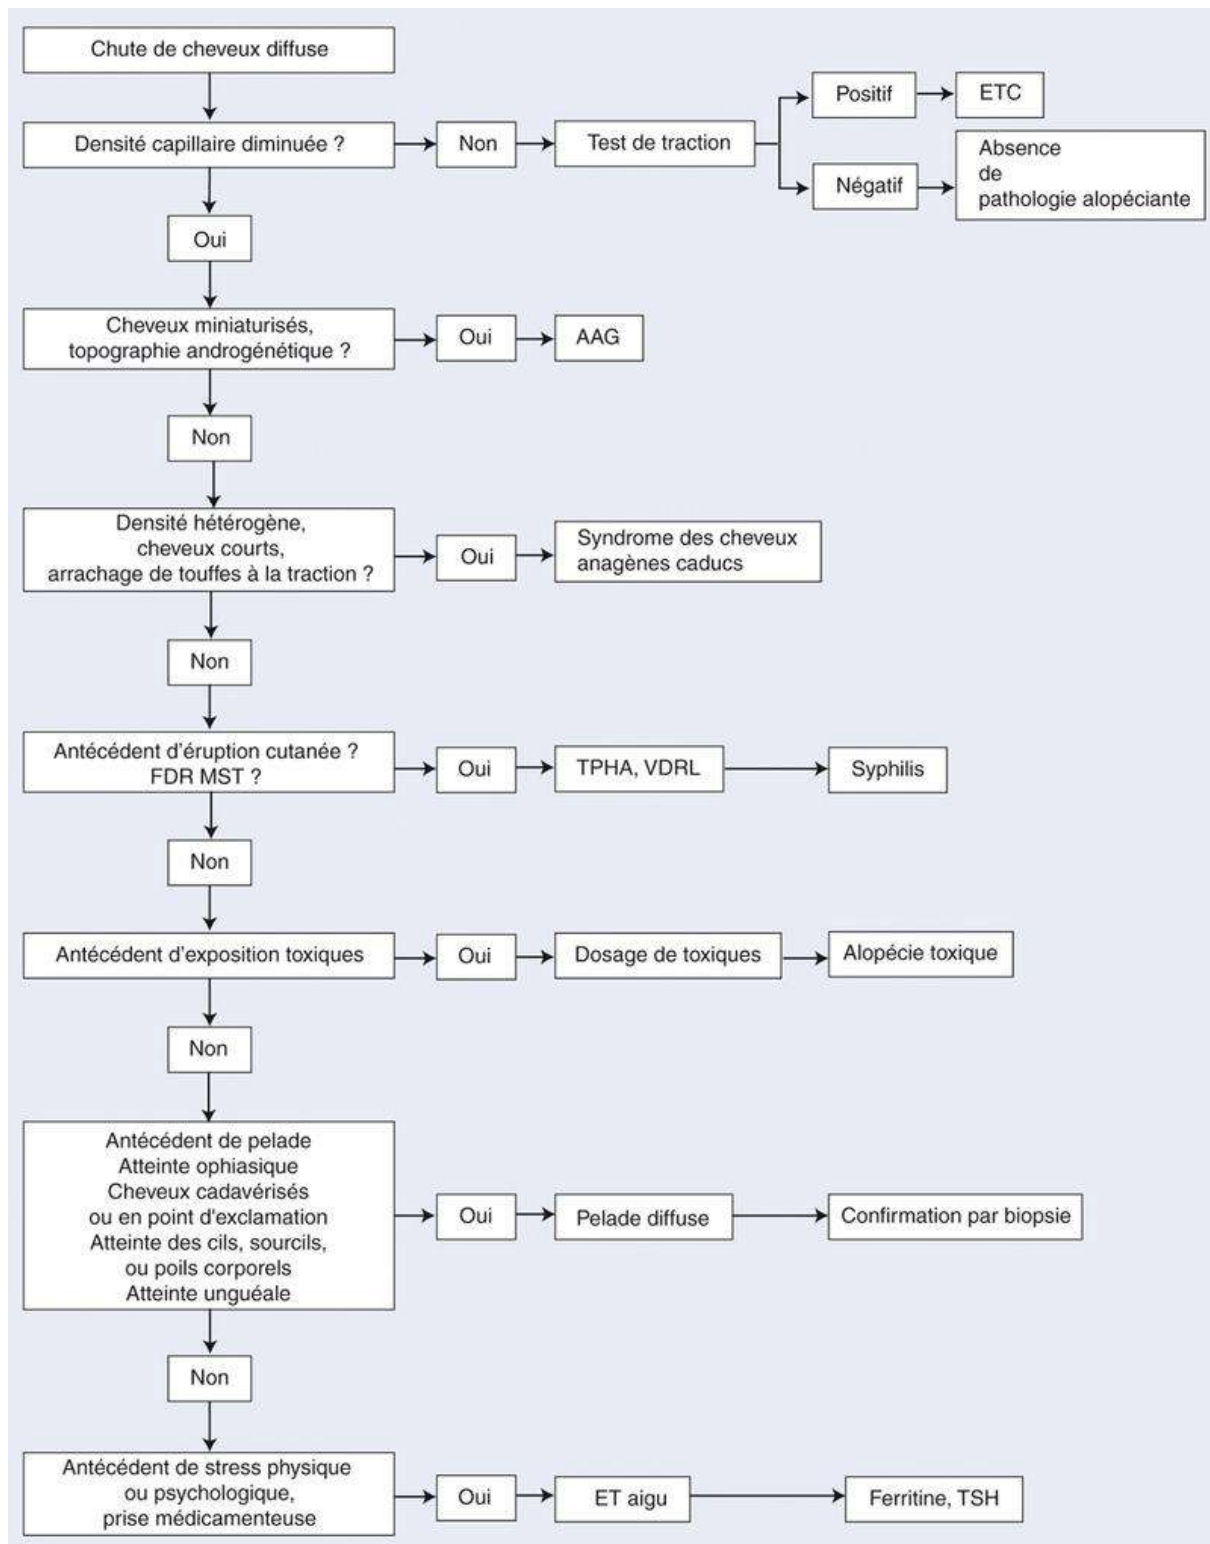 Chute de cheveux diffuse
Densité capillaire diminuée ?
Non
Test de traction
Positif
ETC
Négatif
Absence
de
pathologie alopéciante
Oui
Cheveux miniaturisés,
topographie androgénétique ?
Oui
AAG
Non
Densité hétérogène,
cheveux courts,
arrachage de touffes à la traction ?
Oui
Syndrome des cheveux
anagènes caducs
Non
Antécédent d'éruption cutanée ?
FDR MST ?
Oui
TPHA, VDRL
Syphilis
Non
Antécédent d'exposition toxiques
Oui
Dosage de toxiques
Alopécie toxique
Non
Antécédent de pelade
Atteinte ophiasique
Cheveux cadavérisés
ou en point d'exclamation
Atteinte des cils, sourcils,
ou poils corporels
Atteinte unguéale
Oui
Pelade diffuse
Confirmation par biopsie
Non
Antécédent de stress physique
ou psychologique,
prise médicamenteuse
Oui
ET aigu
Ferritine, TSH